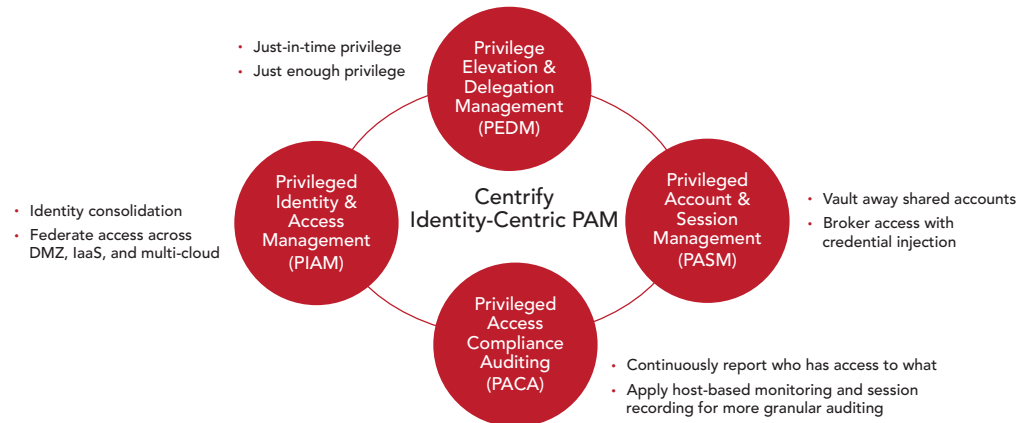 • Just-in-time privilege
• Just enough privilege
Privilege
Elevation &
Delegation
Management
(PEDM)
• Identity consolidation
• Federate access across
DMZ, IaaS, and multi-cloud
Privileged
Identity &
Access
Management
(PIAM)
Centrify
Identity-Centric PAM
Privileged
Account &
Session
Management
(PASM)
• Vault away shared accounts
• Broker access with
credential injection
Privileged
Access
Compliance
Auditing
(PACA)
• Continuously report who has access to what
• Apply host-based monitoring and session
recording for more granular auditing